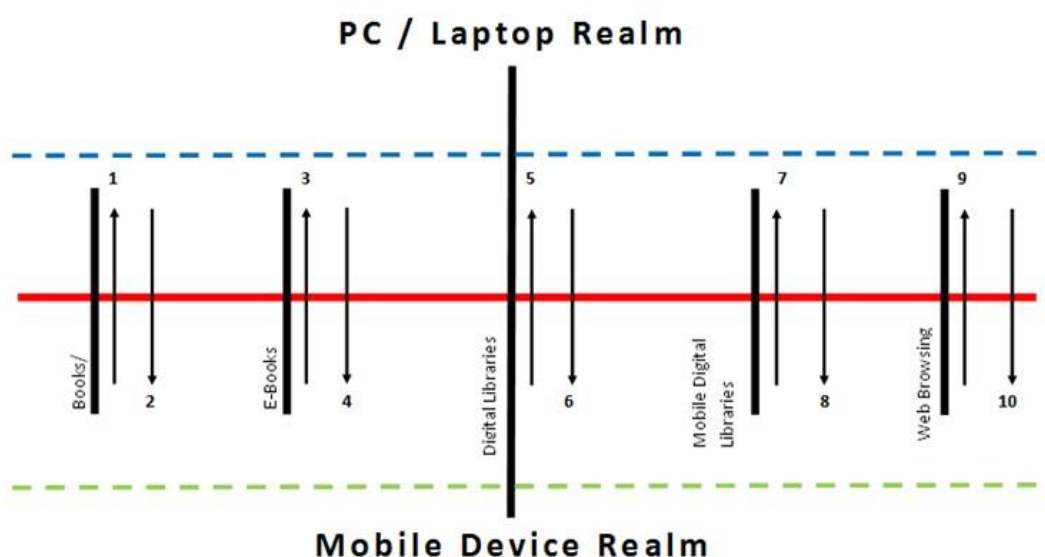 PC / Laptop Realm
1
3
5
7
9
Books/
E-Books
Digital Libraries
Mobile Digital
Libraries
Web Browsing
2
4
6
8
10
Mobile Device Realm